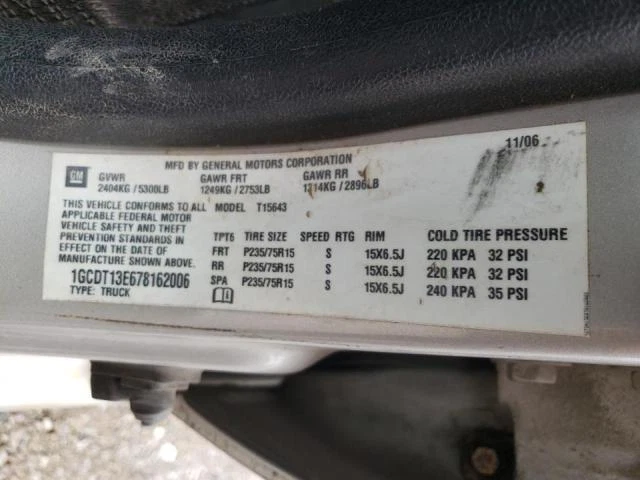 11/06
MFD BY GENERAL MOTORS CORPORATION
GM
GVWR GAWR FRT GAWR RR
2404KG / 5300LB 1249KG / 2753LB 1314KG / 2896LB
THIS VEHICLE CONFORMS TO ALL MODEL T15643
APPLICABLE FEDERAL MOTOR
VEHICLE SAFETY AND THEFT
PREVENTION STANDARDS IN
EFFECT ON THE DATE OF
MANUFACTURE SHOWN ABOVE.
1GCDT13E678162006
TYPE: TRUCK
TPT6 TIRE SIZE SPEED RTG RIM COLD TIRE PRESSURE
FRT P235/75R15 S 15X6.5J 220 KPA 32 PSI
RR P235/75R15 S 15X6.5J 220 KPA 32 PSI
SPA P235/75R15 S 15X6.5J 240 KPA 35 PSI